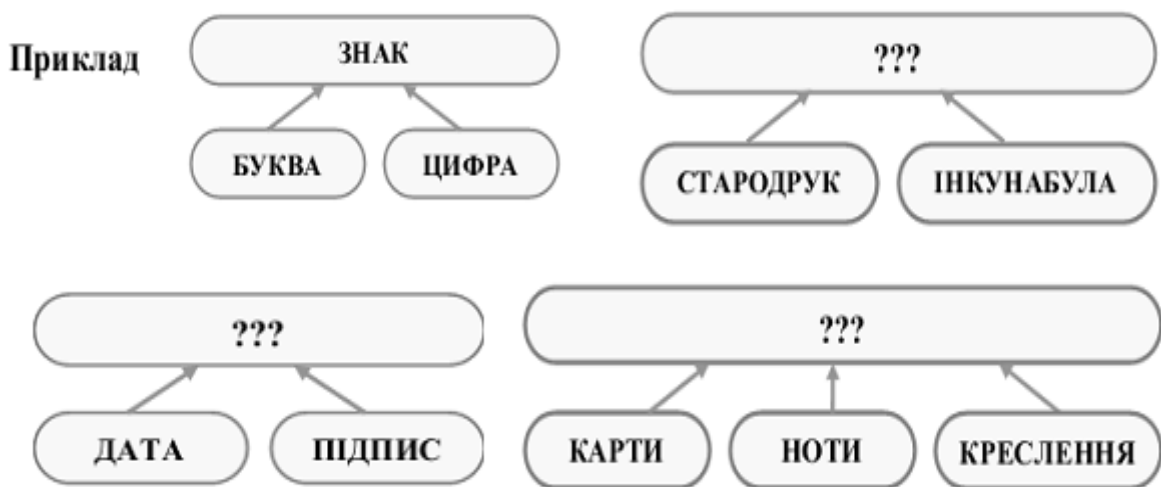 Приклад
ЗНАК
БУКВА ЦИФРА
???
СТАРОДРУК ІНКУНАБУЛА
???
ДАТА ПІДПИС
???
КАРТИ НОТИ КРЕСЛЕННЯ